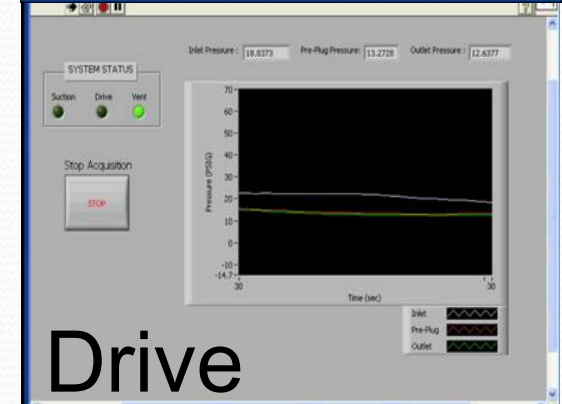 Inlet Pressure : 18.8373 Pre-Plug Pressure: 13.2728 Outlet Pressure : 12.6377
SYSTEM STATUS
Suction Drive Vent
Stop Acquisition
STOP
Pressure (PSIG)
70
60
50
40
30
20
10
0
-10
-14.7
30 30
Time (sec)
Inlet
Pre-Plug
Outlet
Drive